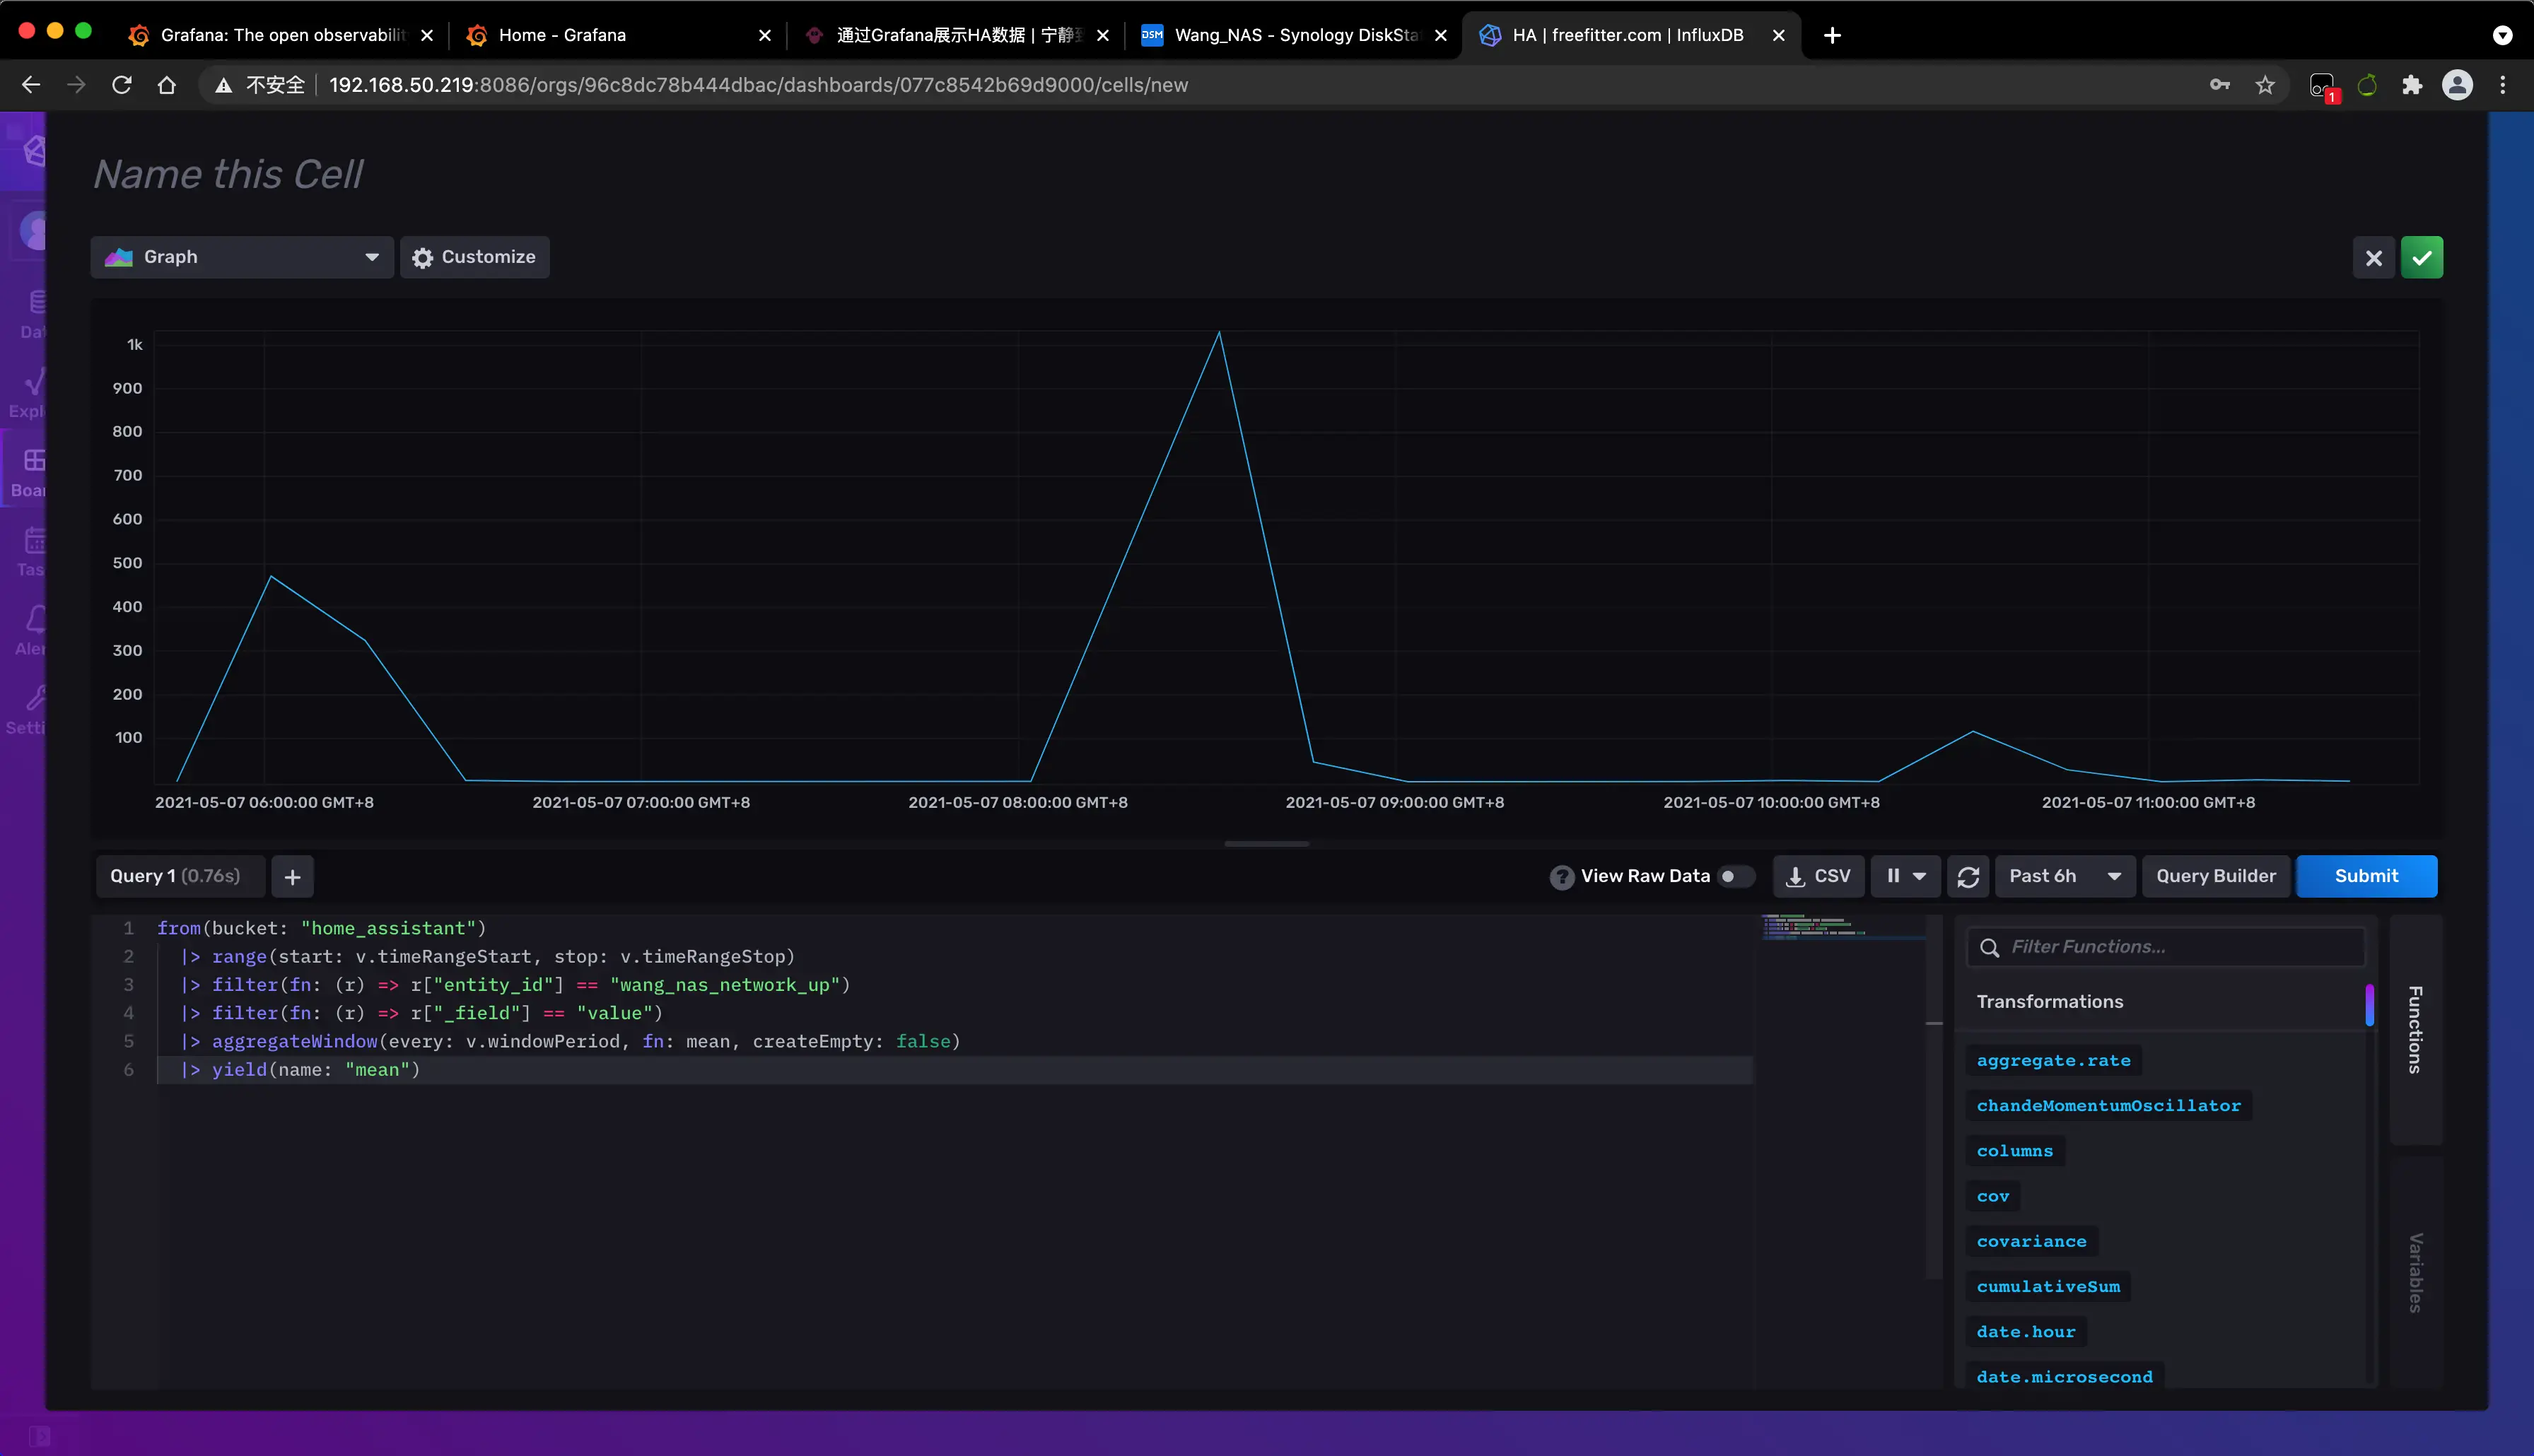 Grafana: The open observabilit
Home - Grafana
通过Grafana展示HA数据 | 宁静
DSM
Wang_NAS - Synology DiskSta
HA | freefitter.com | InfluxDB
不安全
192.168.50.219:8086/orgs/96c8dc78b444dbac/dashboards/077c8542b69d9000/cells/new
1
Name this Cell
Graph
Customize
Dat
Explo
Boar
Tas
Aler
Setti
1k
900
800
700
600
500
400
300
200
100
2021-05-07 06:00:00 GMT+8
2021-05-07 07:00:00 GMT+8
2021-05-07 08:00:00 GMT+8
2021-05-07 09:00:00 GMT+8
2021-05-07 10:00:00 GMT+8
2021-05-07 11:00:00 GMT+8
Query 1 (0.76s)
View Raw Data
CSV
Past 6h
Query Builder
Submit
1 from(bucket: "home_assistant")
2 |> range(start: v.timeRangeStart, stop: v.timeRangeStop)
3 |> filter(fn: (r) => r["entity_id"] == "wang_nas_network_up")
4 |> filter(fn: (r) => r["_field"] == "value")
5 |> aggregateWindow(every: v.windowPeriod, fn: mean, createEmpty: false)
6 |> yield(name: "mean")
Filter Functions...
Transformations
aggregate.rate
chandeMomentumOscillator
columns
cov
covariance
cumulativeSum
date.hour
date.microsecond
Functions
Variables